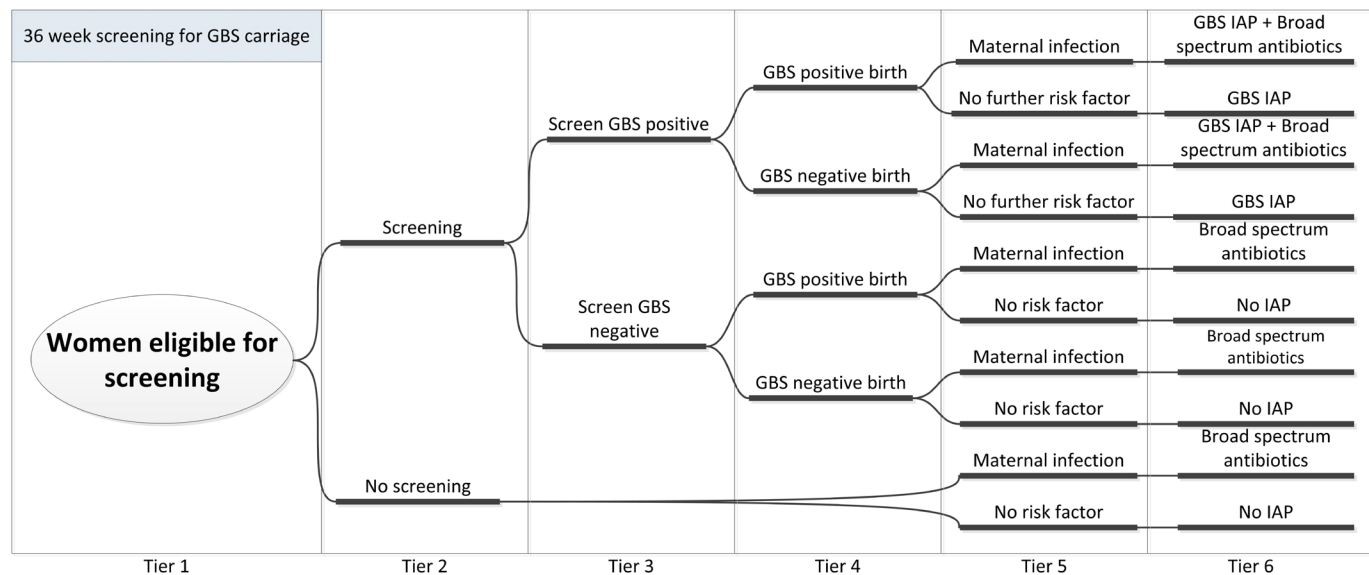 36 week screening for GBS carriage
Women eligible for
screening
Screening
No screening
Screen GBS positive
Screen GBS
negative
GBS positive birth
GBS negative birth
GBS positive birth
GBS negative birth
Maternal infection
No further risk factor
Maternal infection
No further risk factor
Maternal infection
No risk factor
Maternal infection
No risk factor
Maternal infection
No risk factor
GBS IAP + Broad
spectrum antibiotics
GBS IAP
GBS IAP + Broad
spectrum antibiotics
GBS IAP
Broad spectrum
antibiotics
No IAP
Broad spectrum
antibiotics
No IAP
Broad spectrum
antibiotics
No IAP
Tier 1
Tier 2
Tier 3
Tier 4
Tier 5
Tier 6